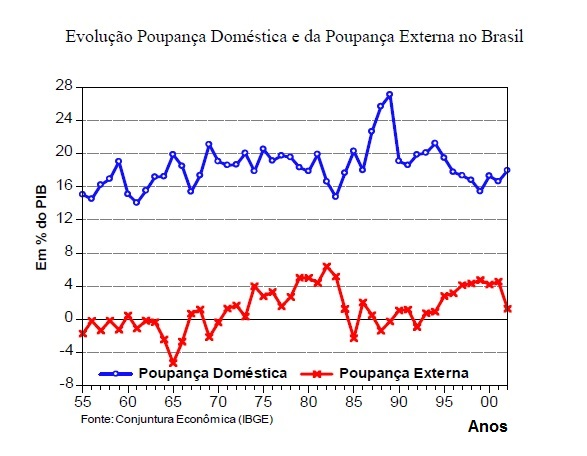 Evolução Poupança Doméstica e da Poupança Externa no Brasil
28
24
20
16
12
8
4
0
-4
-8
Em % do PIB
Poupança Doméstica Poupança Externa
55 60 65 70 75 80 85 90 95 00
Fonte: Conjuntura Econômica (IBGE)
Anos